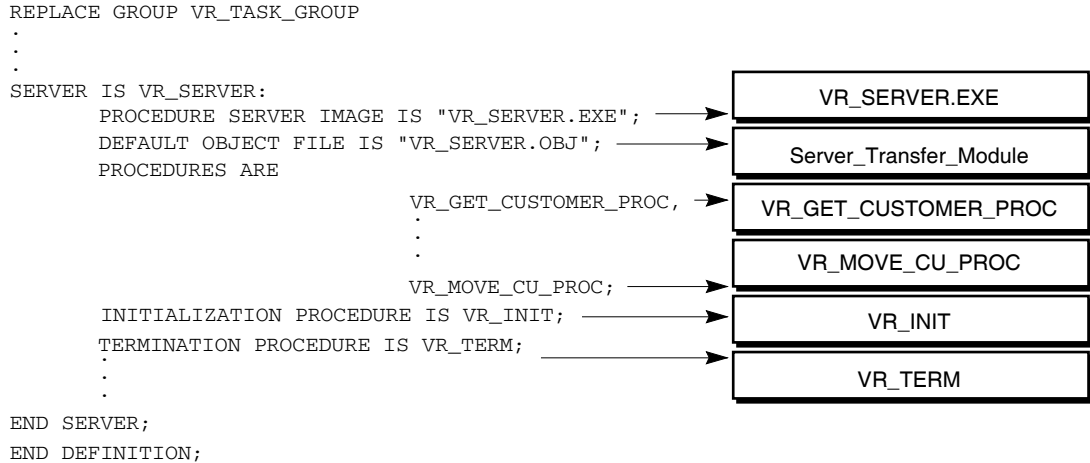 REPLACE GROUP VR_TASK_GROUP
.
.
.
SERVER IS VR_SERVER:
PROCEDURE SERVER IMAGE IS "VR_SERVER.EXE"; VR_SERVER.EXE
DEFAULT OBJECT FILE IS "VR_SERVER.OBJ"; Server_Transfer_Module
PROCEDURES ARE
VR_GET_CUSTOMER_PROC, VR_GET_CUSTOMER_PROC
.
.
.
VR_MOVE_CU_PROC; VR_MOVE_CU_PROC
INITIALIZATION PROCEDURE IS VR_INIT; VR_INIT
TERMINATION PROCEDURE IS VR_TERM; VR_TERM
.
.
.
END SERVER;
END DEFINITION;